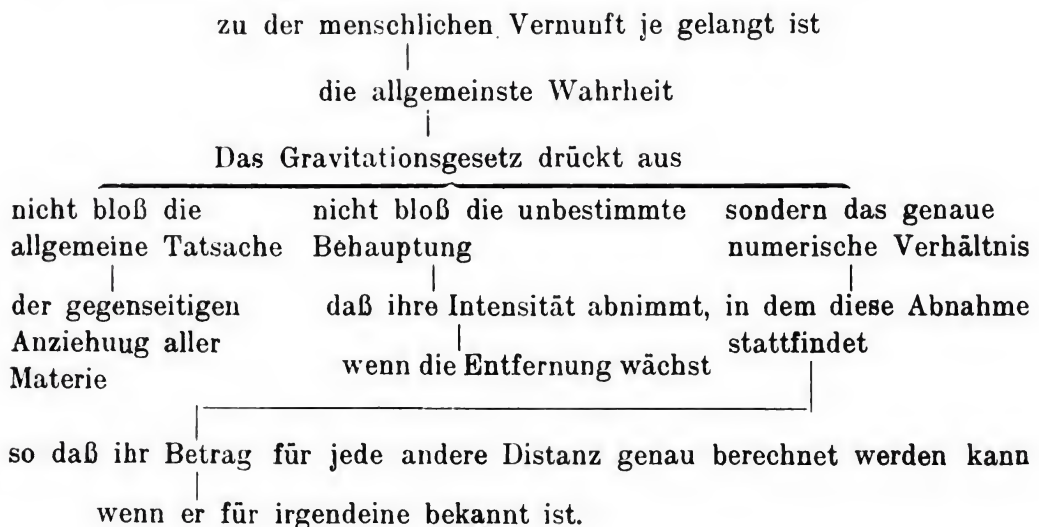 zu der menschlichen Vernunft je gelangt ist
die allgemeinste Wahrheit
Das Gravitationsgesetz drückt aus
nicht bloß die
allgemeine Tatsache
der gegenseitigen
Anziehuug aller
Materie
nicht bloß die unbestimmte
Behauptung
daß ihre Intensität abnimmt,
wenn die Entfernung wächst
sondern das genaue
numerische Verhältnis
in dem diese Abnahme
stattfindet
so daß ihr Betrag für jede andere Distanz genau berechnet werden kann
wenn er für irgendeine bekannt ist.